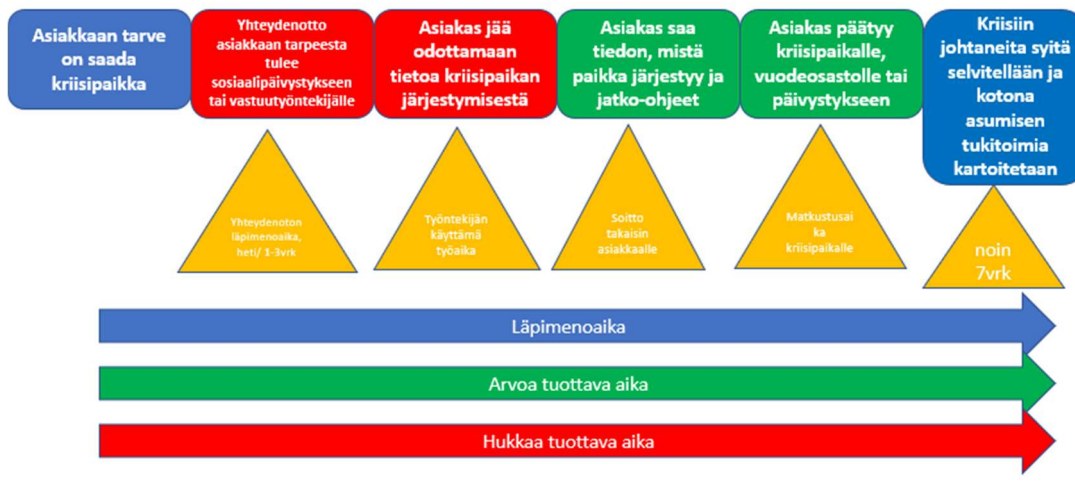 Asiakkaan tarve
on saada
kriisipaikka
Yhteydenotto
asiakkaan tarpeesta
tulee
sosiaalipäivystykseen
tai vastuutyöntekijälle
Asiakas jää
odottamaan
tietoa kriisipaikan
järjestymisestä
Asiakas saa
tiedon, mistä
paikka järjestyy ja
jatko-ohjeet
Asiakas päätyy
kriisipaikalle,
vuodeosastolle tai
päivystykseen
Kriisiin
johtaneita syitä
selvitellään ja
kotona
asumisen
tukitoimia
kartoitetaan
Yhteydenoton
läpimenoaika,
heti/ 1-3vrk
Työntekijän
käyttämä
työaika
Soitto
takaisin
asiakkaalle
Matkustusai
ka
kriisipaikalle
noin
7vrk
Läpimenoaika
Arvoa tuottava aika
Hukkaa tuottava aika